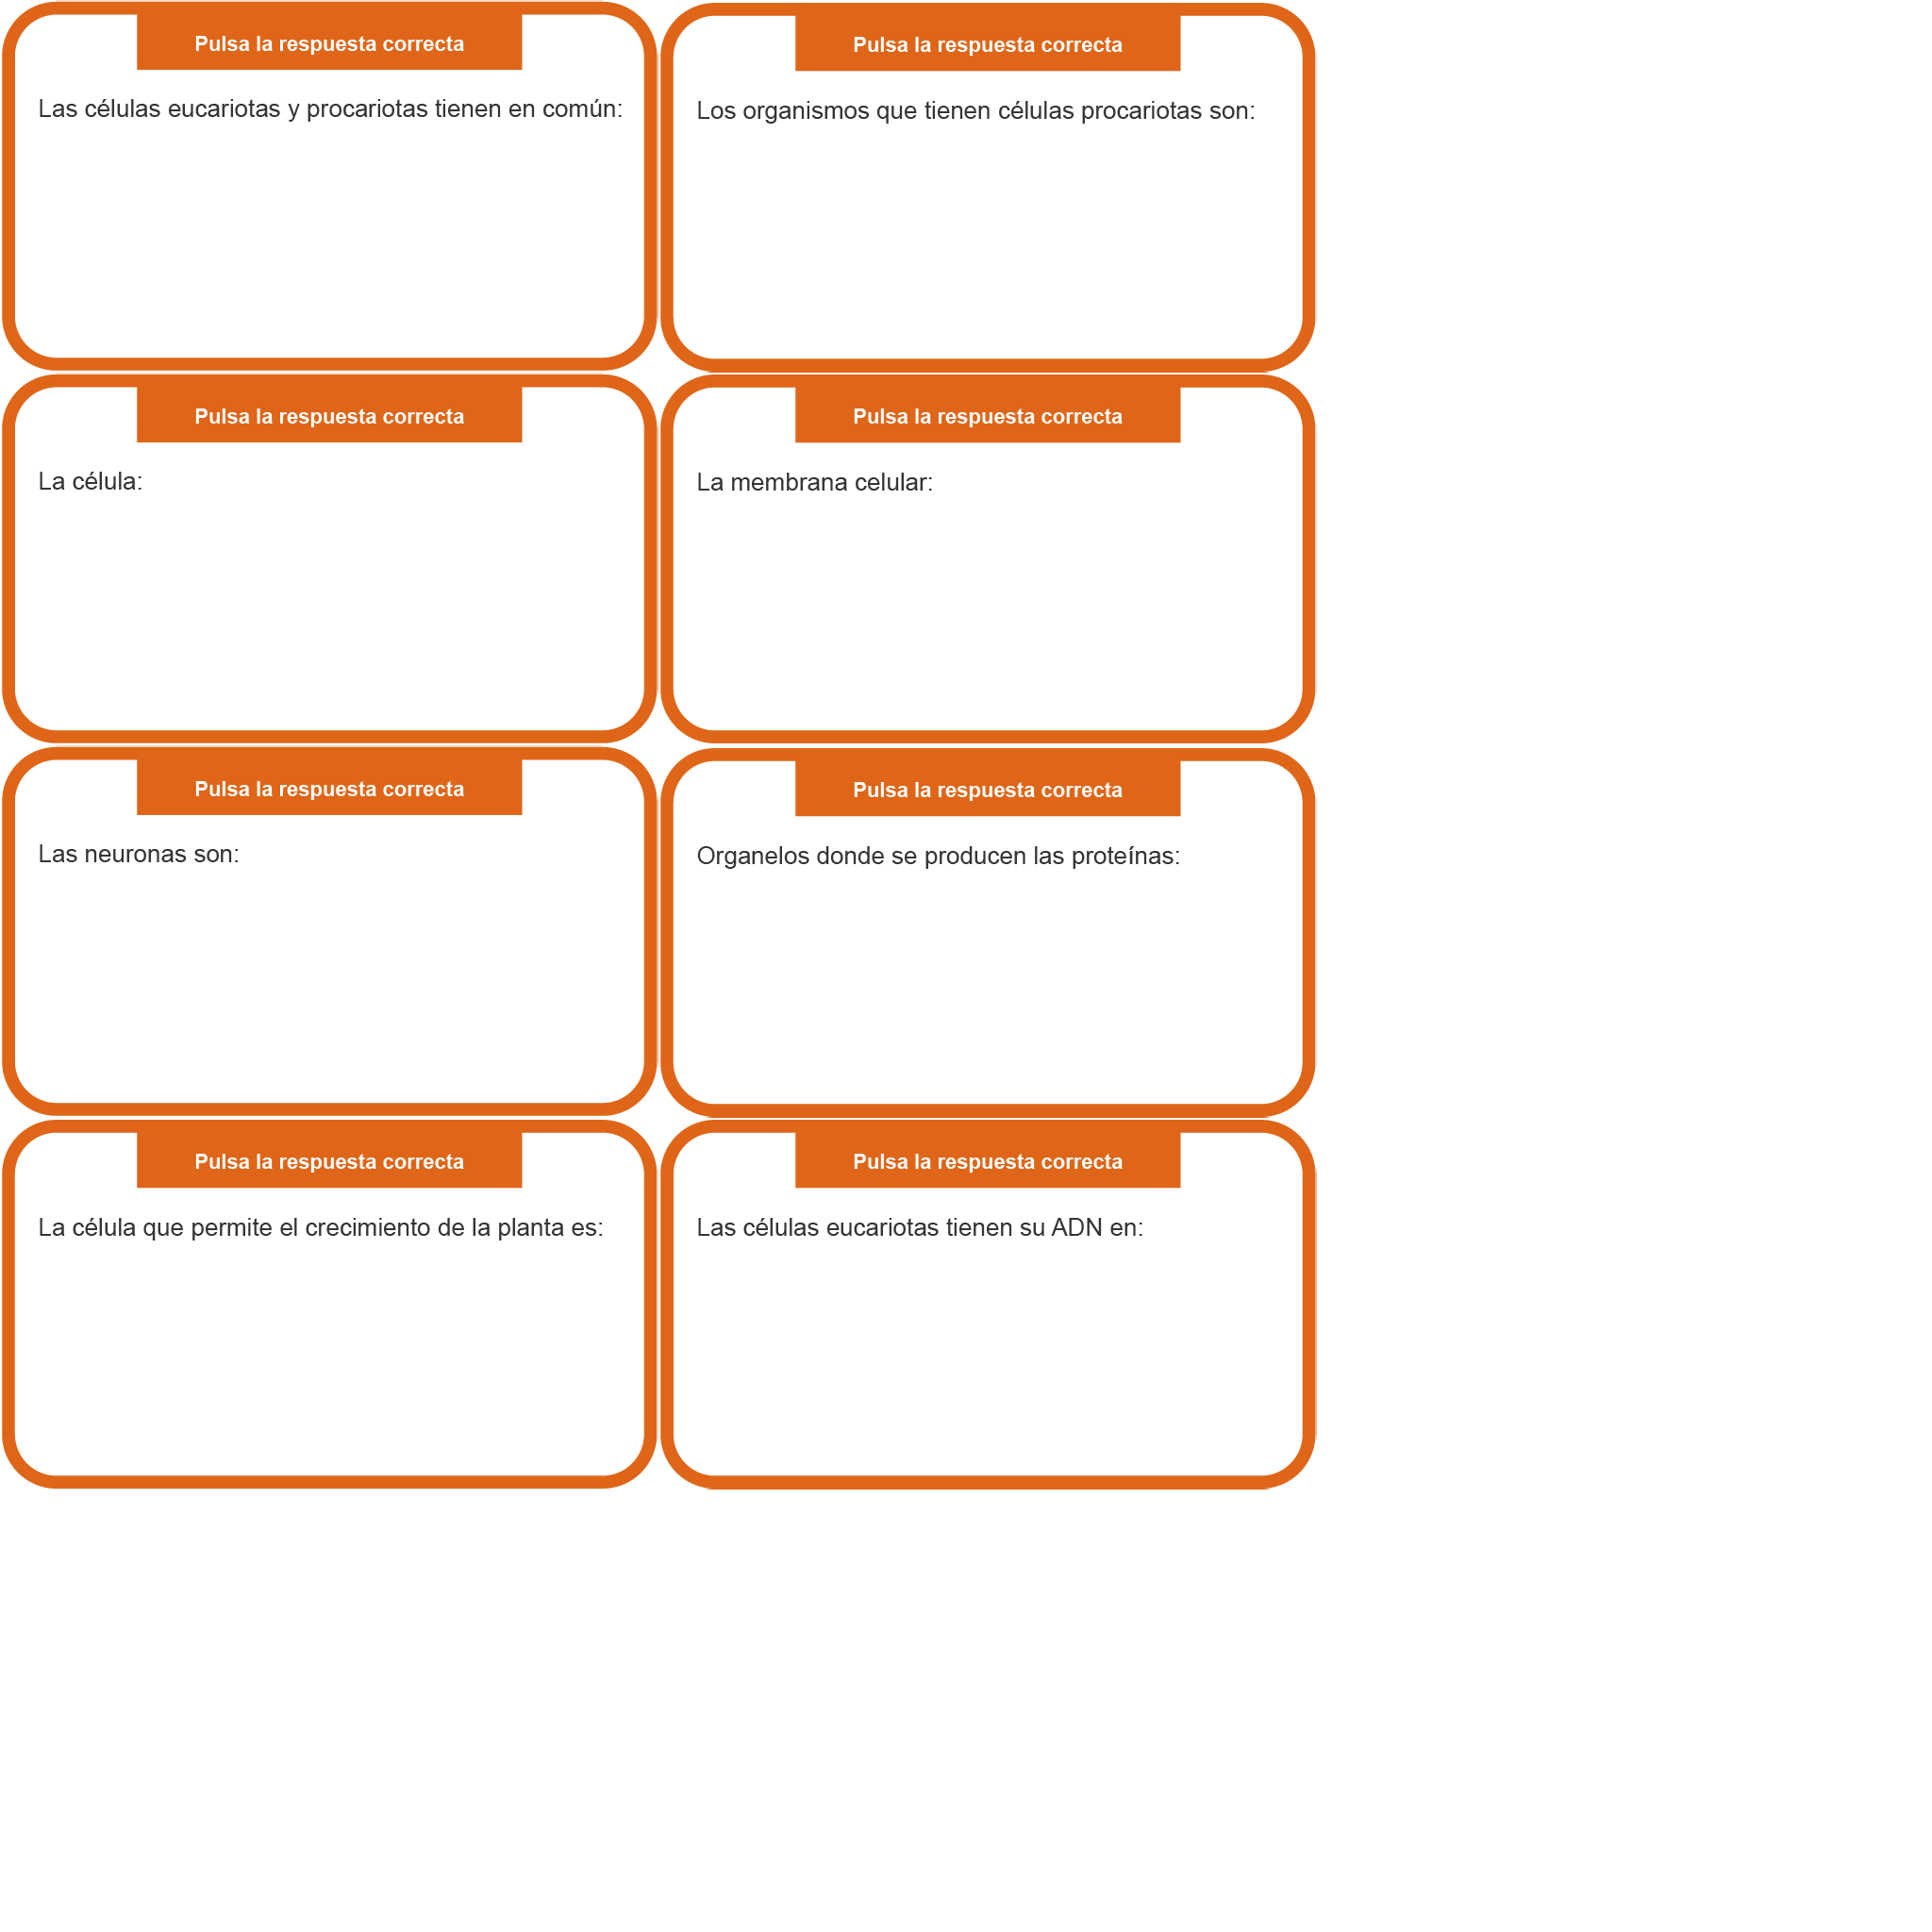 Pulsa la respuesta correcta
Las células eucariotas y procariotas tienen en común:
Pulsa la respuesta correcta
Los organismos que tienen células procariotas son:
Pulsa la respuesta correcta
La célula:
Pulsa la respuesta correcta
La membrana celular:
Pulsa la respuesta correcta
Las neuronas son:
Pulsa la respuesta correcta
Organelos donde se producen las proteínas:
Pulsa la respuesta correcta
La célula que permite el crecimiento de la planta es:
Pulsa la respuesta correcta
Las células eucariotas tienen su ADN en: